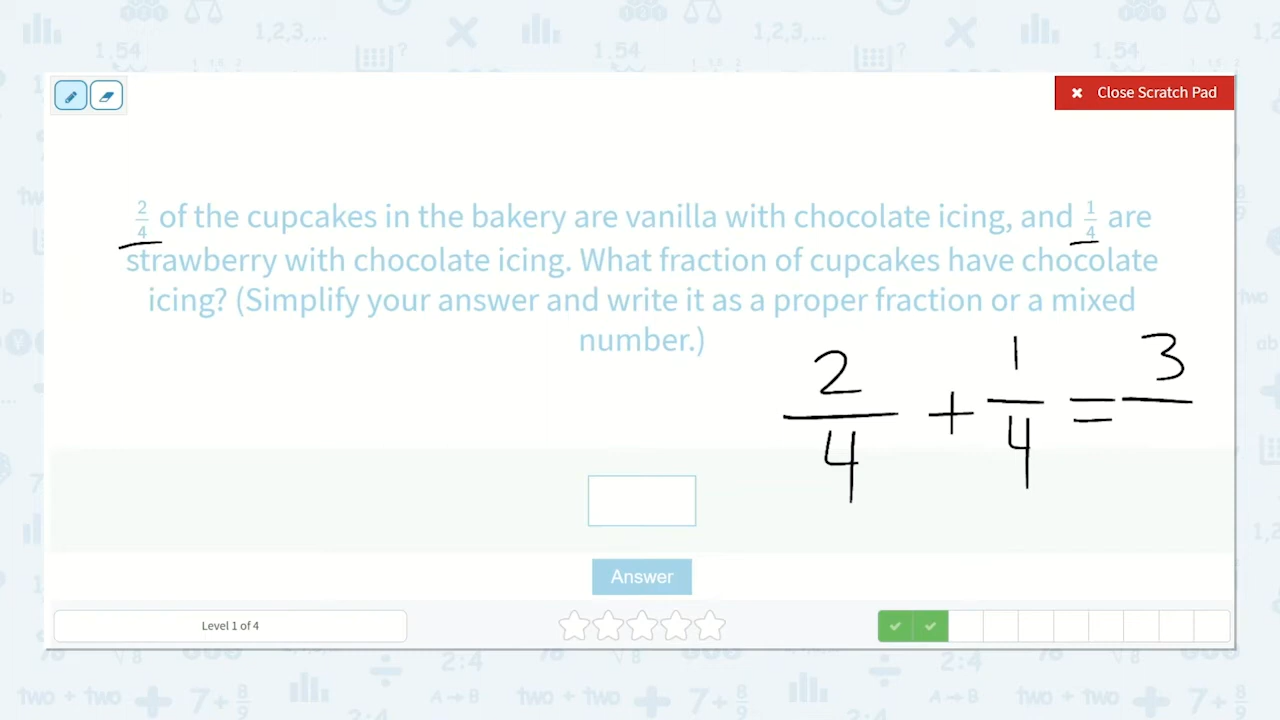 Close Scratch Pad
2/4 of the cupcakes in the bakery are vanilla with chocolate icing, and 1/4 are
strawberry with chocolate icing. What fraction of cupcakes have chocolate
icing? (Simplify your answer and write it as a proper fraction or a mixed
number.)
2/4 + 1/4 = 3/
Answer
Level 1 of 4